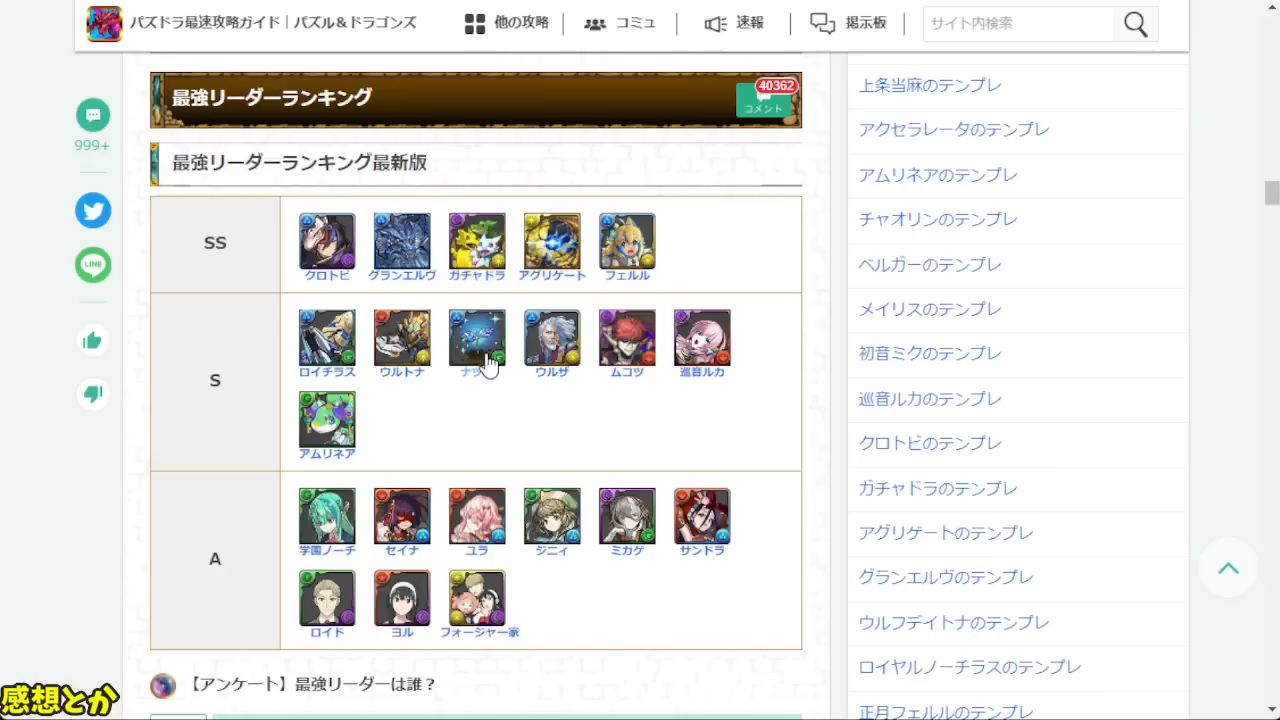 パズドラ最速攻略ガイド｜パズル＆ドラゴンズ
他の攻略
コミュ
速報
掲示板
サイト内検索
最強リーダーランキング
40362
コメント
999+
LINE
最強リーダーランキング最新版
SS
クロトビ
グランエルヴ
ガチャドラ
アグリゲート
フェルル
S
ロイチラス
ウルトナ
ウルザ
ムコツ
巡音ルカ
アムリネア
A
学園ノーチ
セイナ
ユラ
ジニィ
ミカゲ
サンドラ
ロイド
ヨル
フォージャー家
【アンケート】最強リーダーは誰？
上条当麻のテンプレ
アクセラレータのテンプレ
アムリネアのテンプレ
チャオリンのテンプレ
ベルガーのテンプレ
メイリスのテンプレ
初音ミクのテンプレ
巡音ルカのテンプレ
クロトビのテンプレ
ガチャドラのテンプレ
アグリゲートのテンプレ
グランエルヴのテンプレ
ウルフデイトナのテンプレ
ロイヤルノーチラスのテンプレ
正月フェルルのテンプレ
感想とか